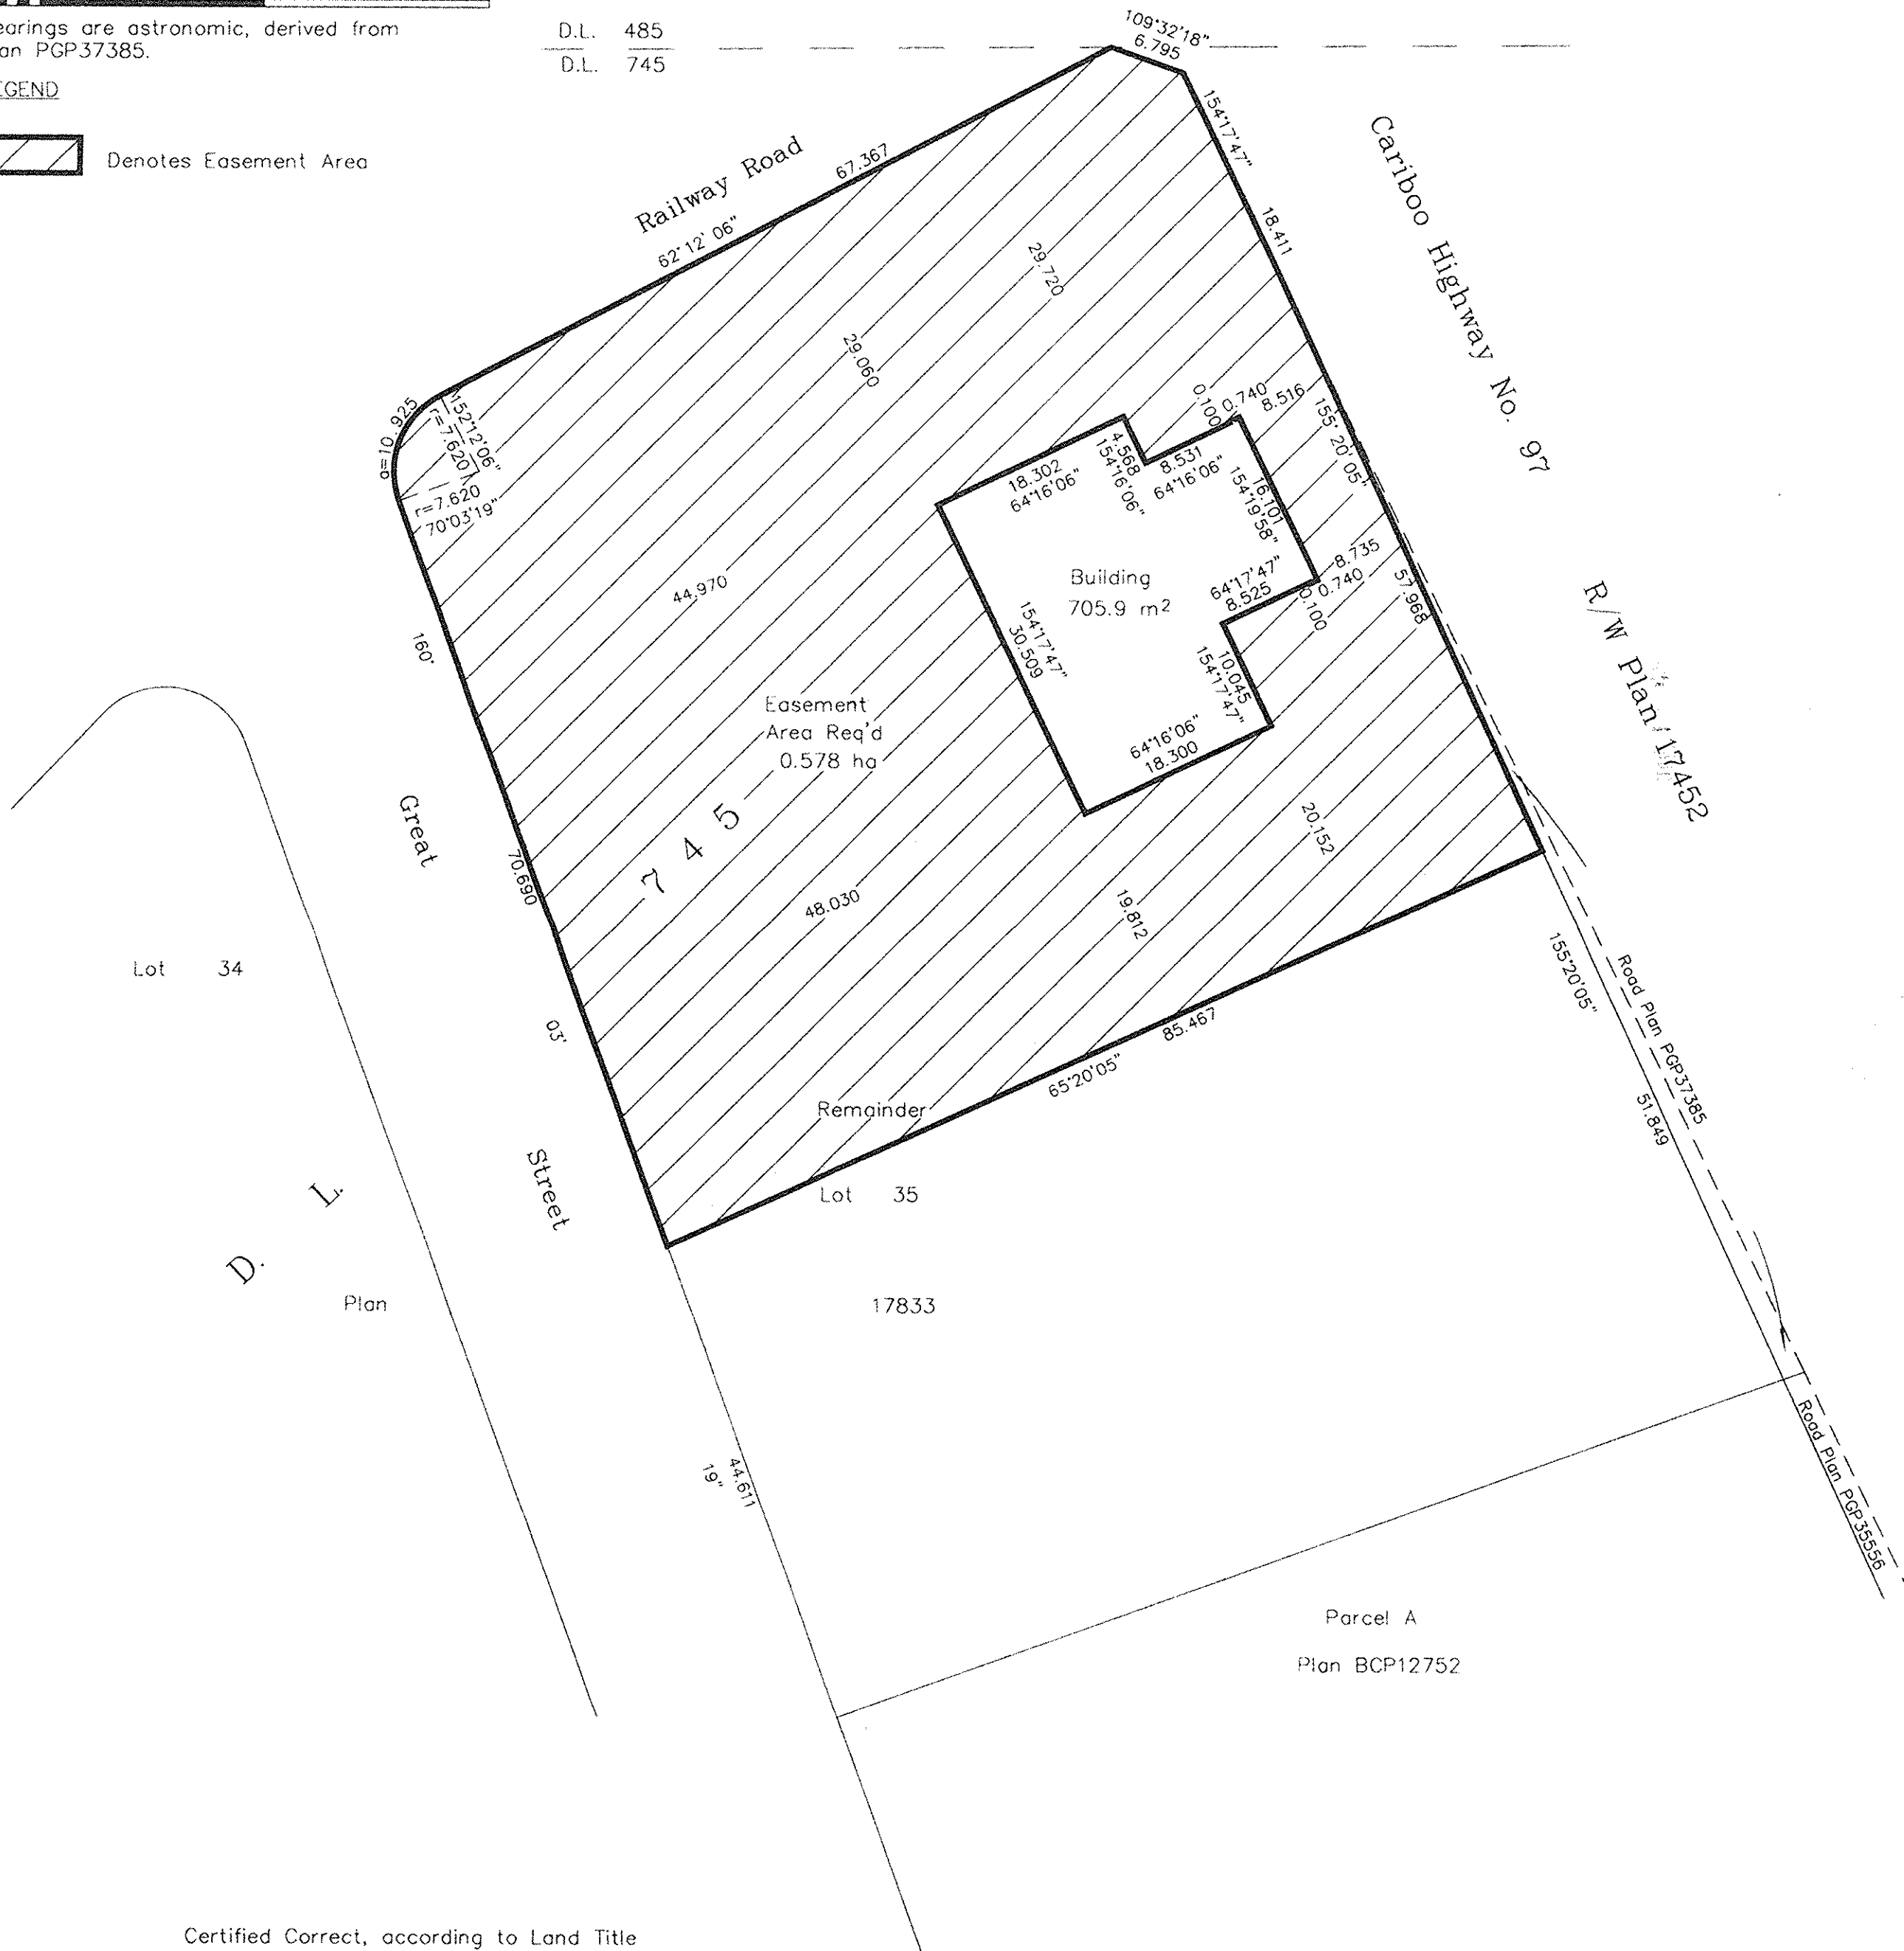 earings are astronomic, derived from
an PGP37385.
EGEND
Denotes Easement Area
D.L. 485
D.L. 745
109°32'18"
6.795
Railway Road
67.367
62°12'06"
154°17'47"
18.411
Cariboo Highway No. 97
29.720
29.060
a=10.925
152°12'06"
r=7.620
r=7.620
70°03'19"
0.100
0.740
8.516
155°20'05"
18.302
64°16'06"
4.568
154°16'06"
8.531
64°16'06"
16.101
154°19'58"
Building
705.9 m2
64°17'47"
8.525
8.735
0.740
0.100
57.968
R/W Plan 17452
44.970
160°
154°17'47"
30.509
10.045
154°17'47"
64°16'06"
18.300
Easement
Area Req'd
0.578 ha
7 4 5
Great
70.690
48.030
19.812
20.152
Lot 34
03'
85.467
65°20'05"
155°20'05"
Road Plan PGP37385
51.849
Remainder
Lot 35
Street
D. L.
Plan
17833
44.611
19"
Road Plan PGP35556
Parcel A
Plan BCP12752
Certified Correct, according to Land Title